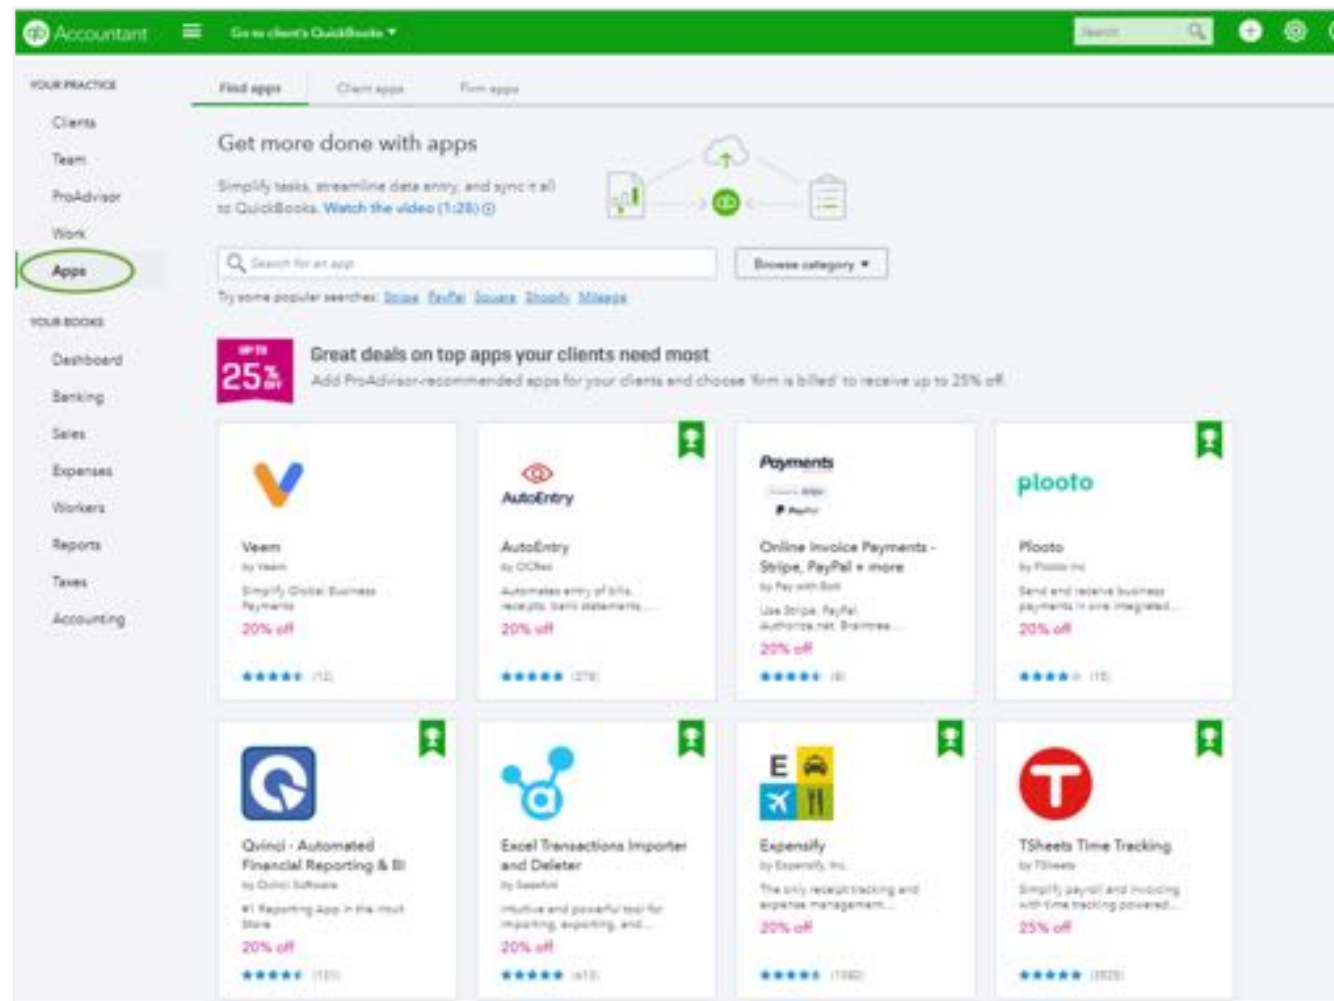 qb Accountant
Go to client's QuickBooks
Search
YOUR PRACTICE
Clients
Team
ProAdvisor
Work
Apps
YOUR BOOKS
Dashboard
Banking
Sales
Expenses
Workers
Reports
Taxes
Accounting
Find apps Client apps Firm apps
Get more done with apps
Simplify tasks, streamline data entry, and sync it all
to QuickBooks. Watch the video (1:28)
Search for an app
Browse category
Try some popular searches: Stripe PayPal Square Shopify Mileage
UP TO
25% OFF
Great deals on top apps your clients need most
Add ProAdvisor-recommended apps for your clients and choose 'firm is billed' to receive up to 25% off.
Veem
by Veem
Simplify Global Business
Payments
20% off
(12)
AutoEntry
AutoEntry
by OCRex
Automates entry of bills,
receipts, bank statements,...
20% off
Payments
PayPal
Online Invoice Payments -
Stripe, PayPal + more
by Pay with Bolt
Use Stripe, PayPal,
Authorize.net, Braintree...
20% off
plooto
Plooto
by Plooto Inc
Send and receive business
payments in one integrated...
20% off
(15)
Qvinci - Automated
Financial Reporting & BI
by Qvinci Software
#1 Reporting App in the Intuit
Store
20% off
a
Excel Transactions Importer
and Deleter
by SaasAnt
Intuitive and powerful tool for
importing, exporting, and...
20% off
E
Expensify
by Expensify, Inc.
The only receipt tracking and
expense management...
20% off
T
TSheets Time Tracking
by TSheets
Simplify payroll and invoicing
with time tracking powered...
25% off